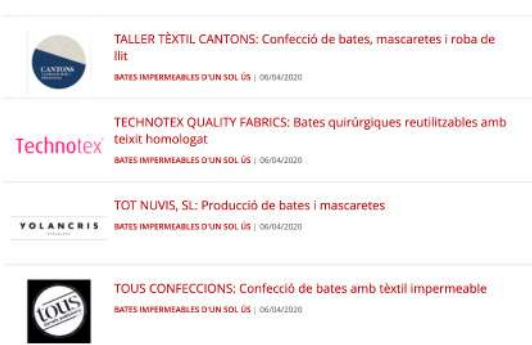 CANTONS
TALLER TÈXTIL CANTONS: Confecció de bates, mascaretes i roba de
llit
BATES IMPERMEABLES D'UN SOL ÚS | 06/04/2020
Technotex
TECHNOTEX QUALITY FABRICS: Bates quirúrgiques reutilitzables amb
teixit homologat
BATES IMPERMEABLES D'UN SOL ÚS | 06/04/2020
YOLANCRIS
TOT NUVIS, SL: Producció de bates i mascaretes
BATES IMPERMEABLES D'UN SOL ÚS | 06/04/2020
tous
TOUS CONFECCIONS: Confecció de bates amb tèxtil impermeable
BATES IMPERMEABLES D'UN SOL ÚS | 06/04/2020